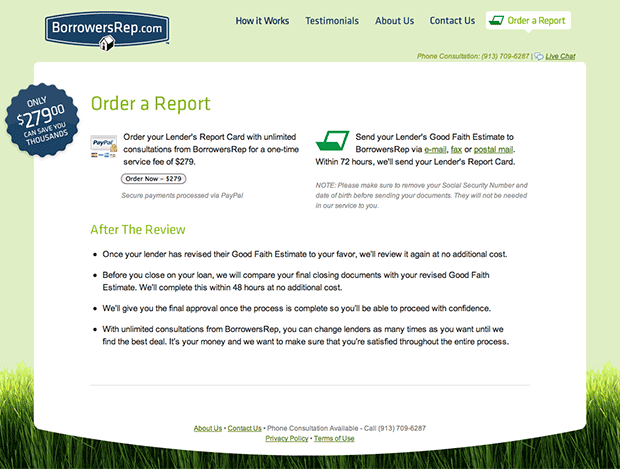 BorrowersRep.com
How it Works
Testimonials
About Us
Contact Us
Order a Report
Phone Consultation: (913) 709-6287 | Live Chat
ONLY
$279.00
CAN SAVE YOU
THOUSANDS
Order a Report
PayPal
Order your Lender's Report Card with unlimited
consultations from BorrowersRep for a one-time
service fee of $279.
Order Now – $279
Secure payments processed via PayPal
Send your Lender's Good Faith Estimate to
BorrowersRep via e-mail, fax or postal mail.
Within 72 hours, we'll send your Lender's Report Card.
NOTE: Please make sure to remove your Social Security Number and
date of birth before sending your documents. They will not be needed
in our service to you.
After The Review
• Once your lender has revised their Good Faith Estimate to your favor, we'll review it again at no additional cost.
• Before you close on your loan, we will compare your final closing documents with your revised Good Faith
Estimate. We'll complete this within 48 hours at no additional cost.
• We'll give you the final approval once the process is complete so you'll be able to proceed with confidence.
• With unlimited consultations from BorrowersRep, you can change lenders as many times as you want until we
find the best deal. It's your money and we want to make sure that you're satisfied throughout the entire process.
About Us • Contact Us • Phone Consultation Available - Call (913) 709-6287
Privacy Policy • Terms of Use